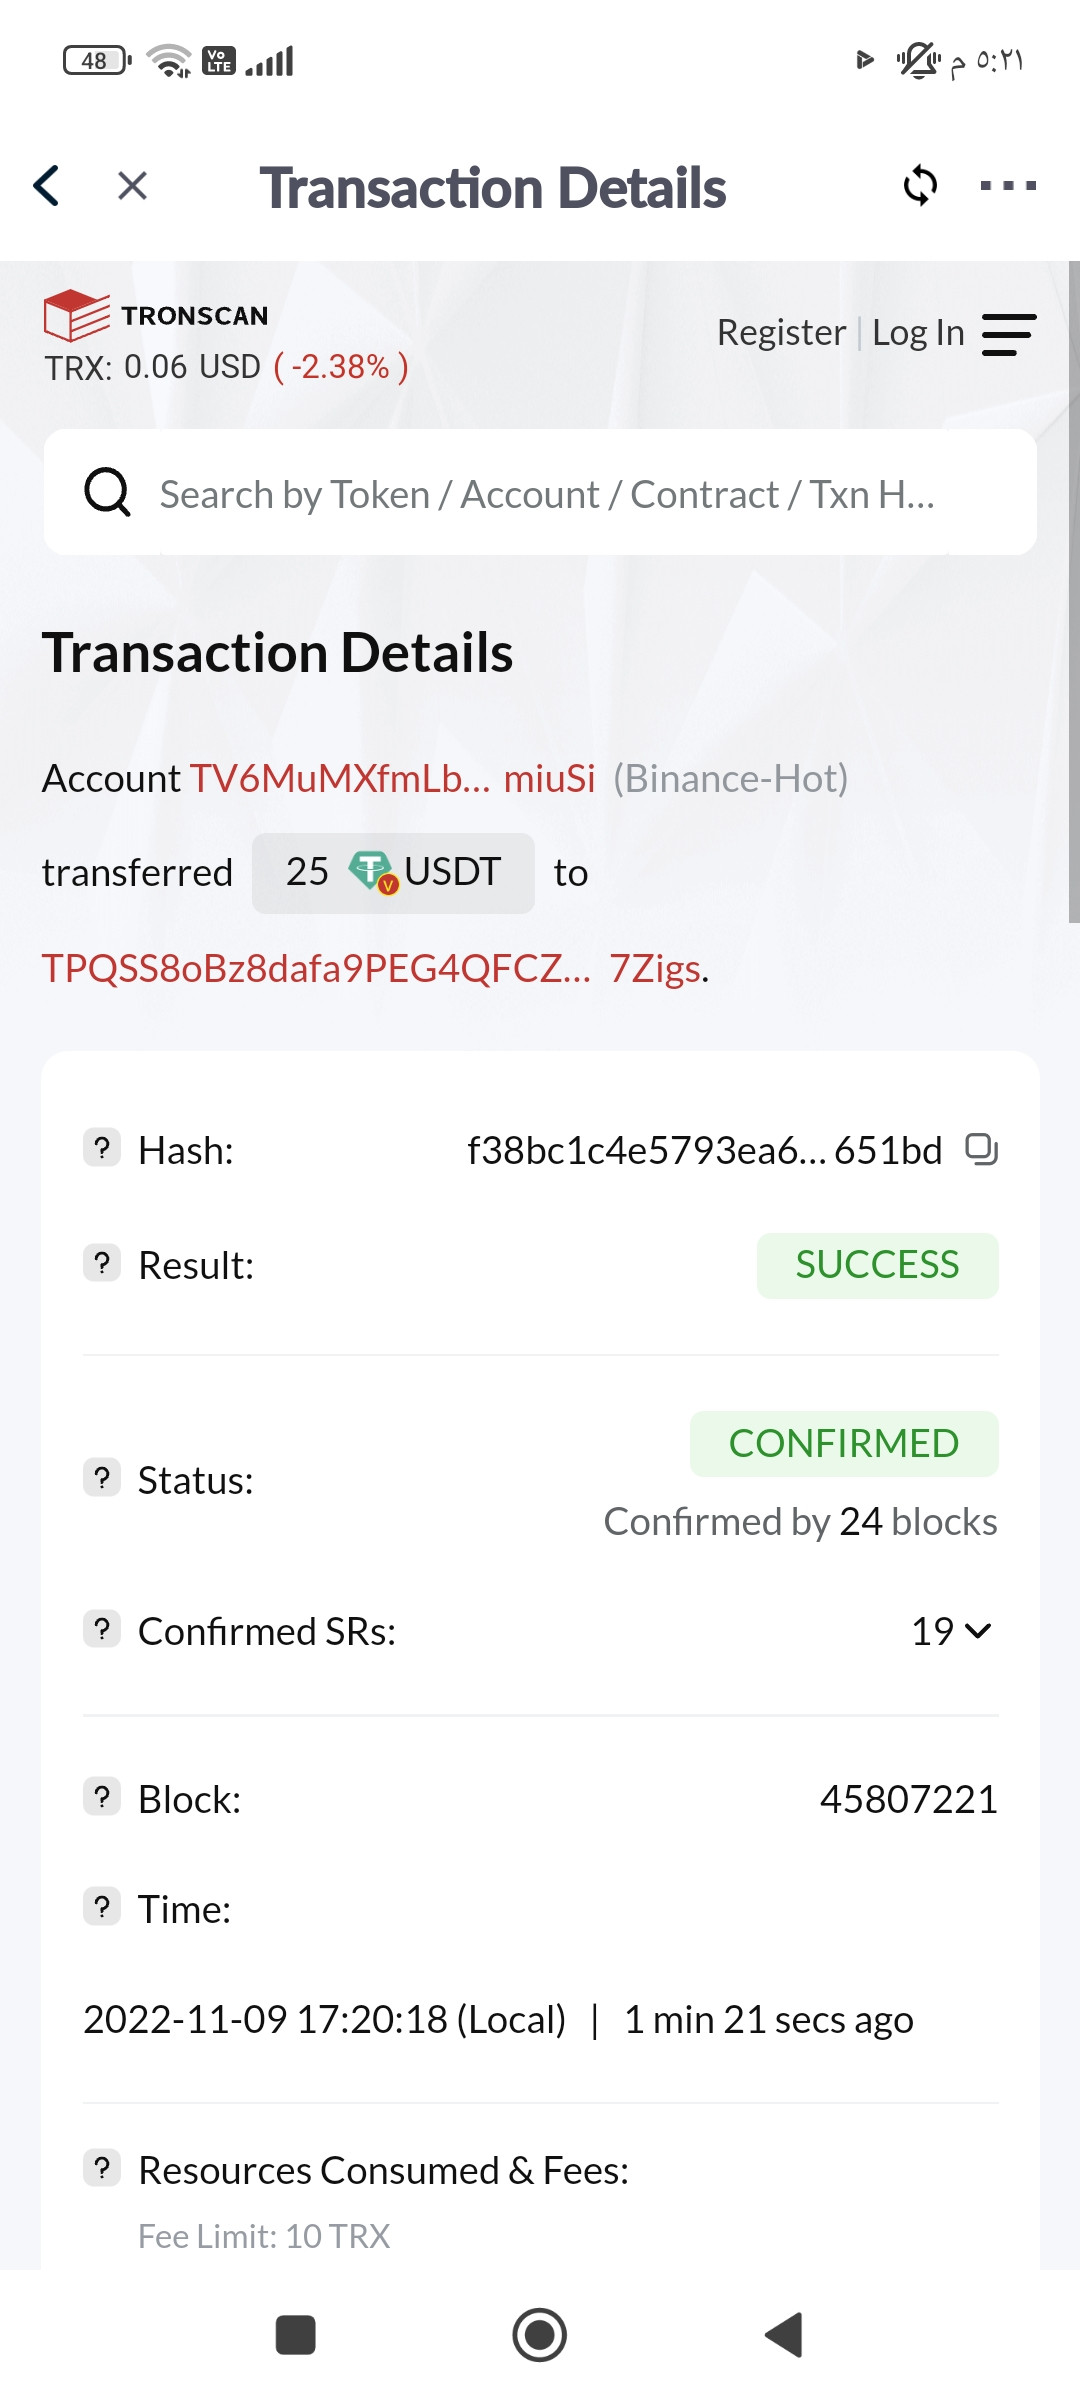 48 Vo LTE م ٥:٢١
Transaction Details
TRONSCAN
TRX: 0.06 USD ( -2.38% )
Register | Log In
Search by Token / Account / Contract / Txn H...
Transaction Details
Account TV6MuMXfmLb... miuSi (Binance-Hot)
transferred 25 USDT to
TPQSS8oBz8dafa9PEG4QFCZ... 7Zigs.
? Hash: f38bc1c4e5793ea6... 651bd
? Result: SUCCESS
CONFIRMED
? Status:
Confirmed by 24 blocks
? Confirmed SRs: 19
? Block: 45807221
? Time:
2022-11-09 17:20:18 (Local) | 1 min 21 secs ago
? Resources Consumed & Fees:
Fee Limit: 10 TRX